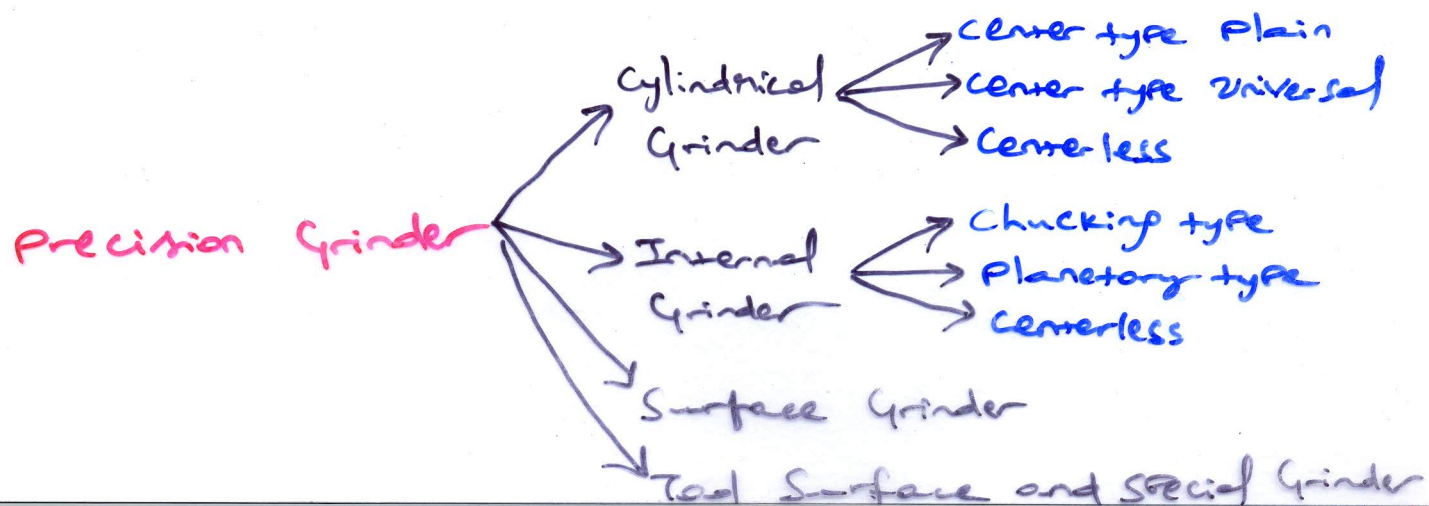 Precision Grinder
Cylindrical
Grinder
Center type Plain
Center type Universal
Centerless
Internal
Grinder
Chucking type
Planetory type
Centerless
Surface Grinder
Tool Surface and Special Grinder